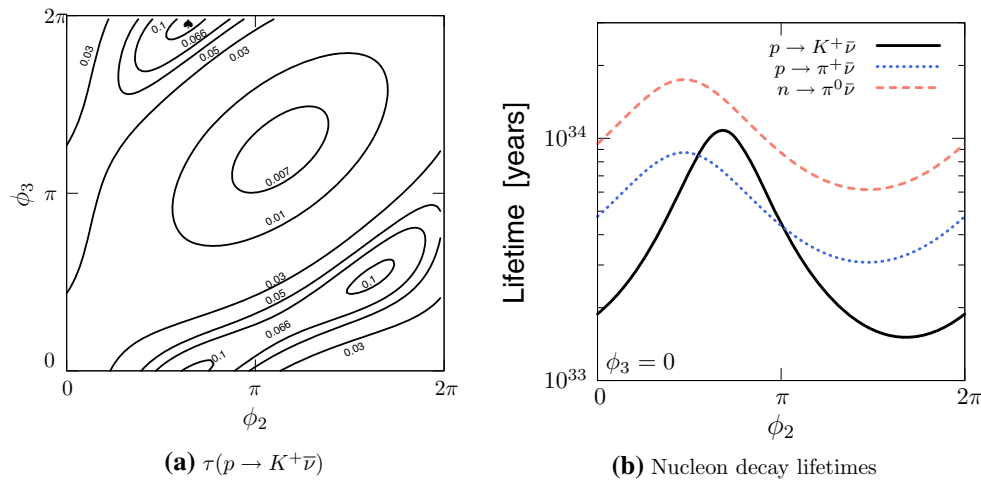 2π
π
0
ϕ3
0.03
0.1
0.066
0.05
0.03
0.007
0.01
0.03
0.05
0.1
0.066
0.1
0.03
0
π
2π
ϕ2
(a) τ(p → K+ν̄)
Lifetime [years]
10^34
10^33
p → K+ν̄
p → π+ν̄
n → π0ν̄
ϕ3 = 0
0
π
2π
ϕ2
(b) Nucleon decay lifetimes